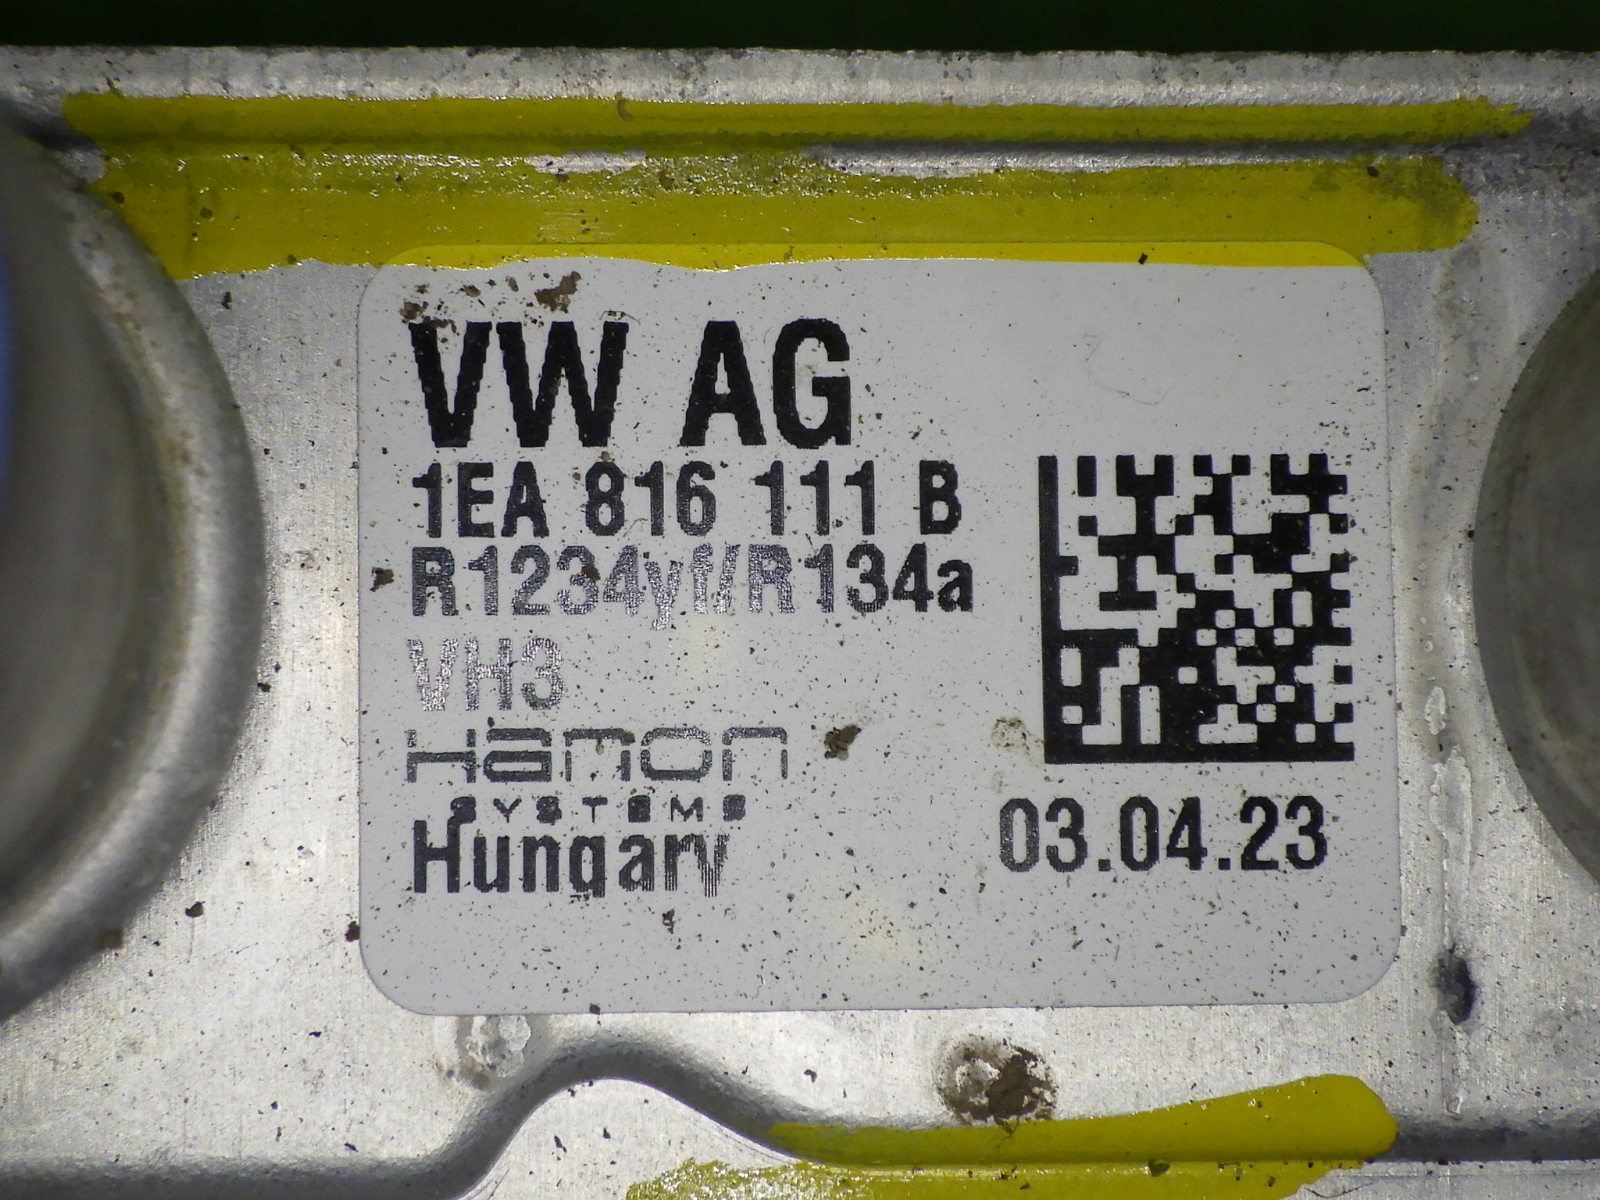 VW AG
1EA 816 111 B
R1234yf/R134a
VH3
Hanon
SYSTEMS
Hungary
03.04.23